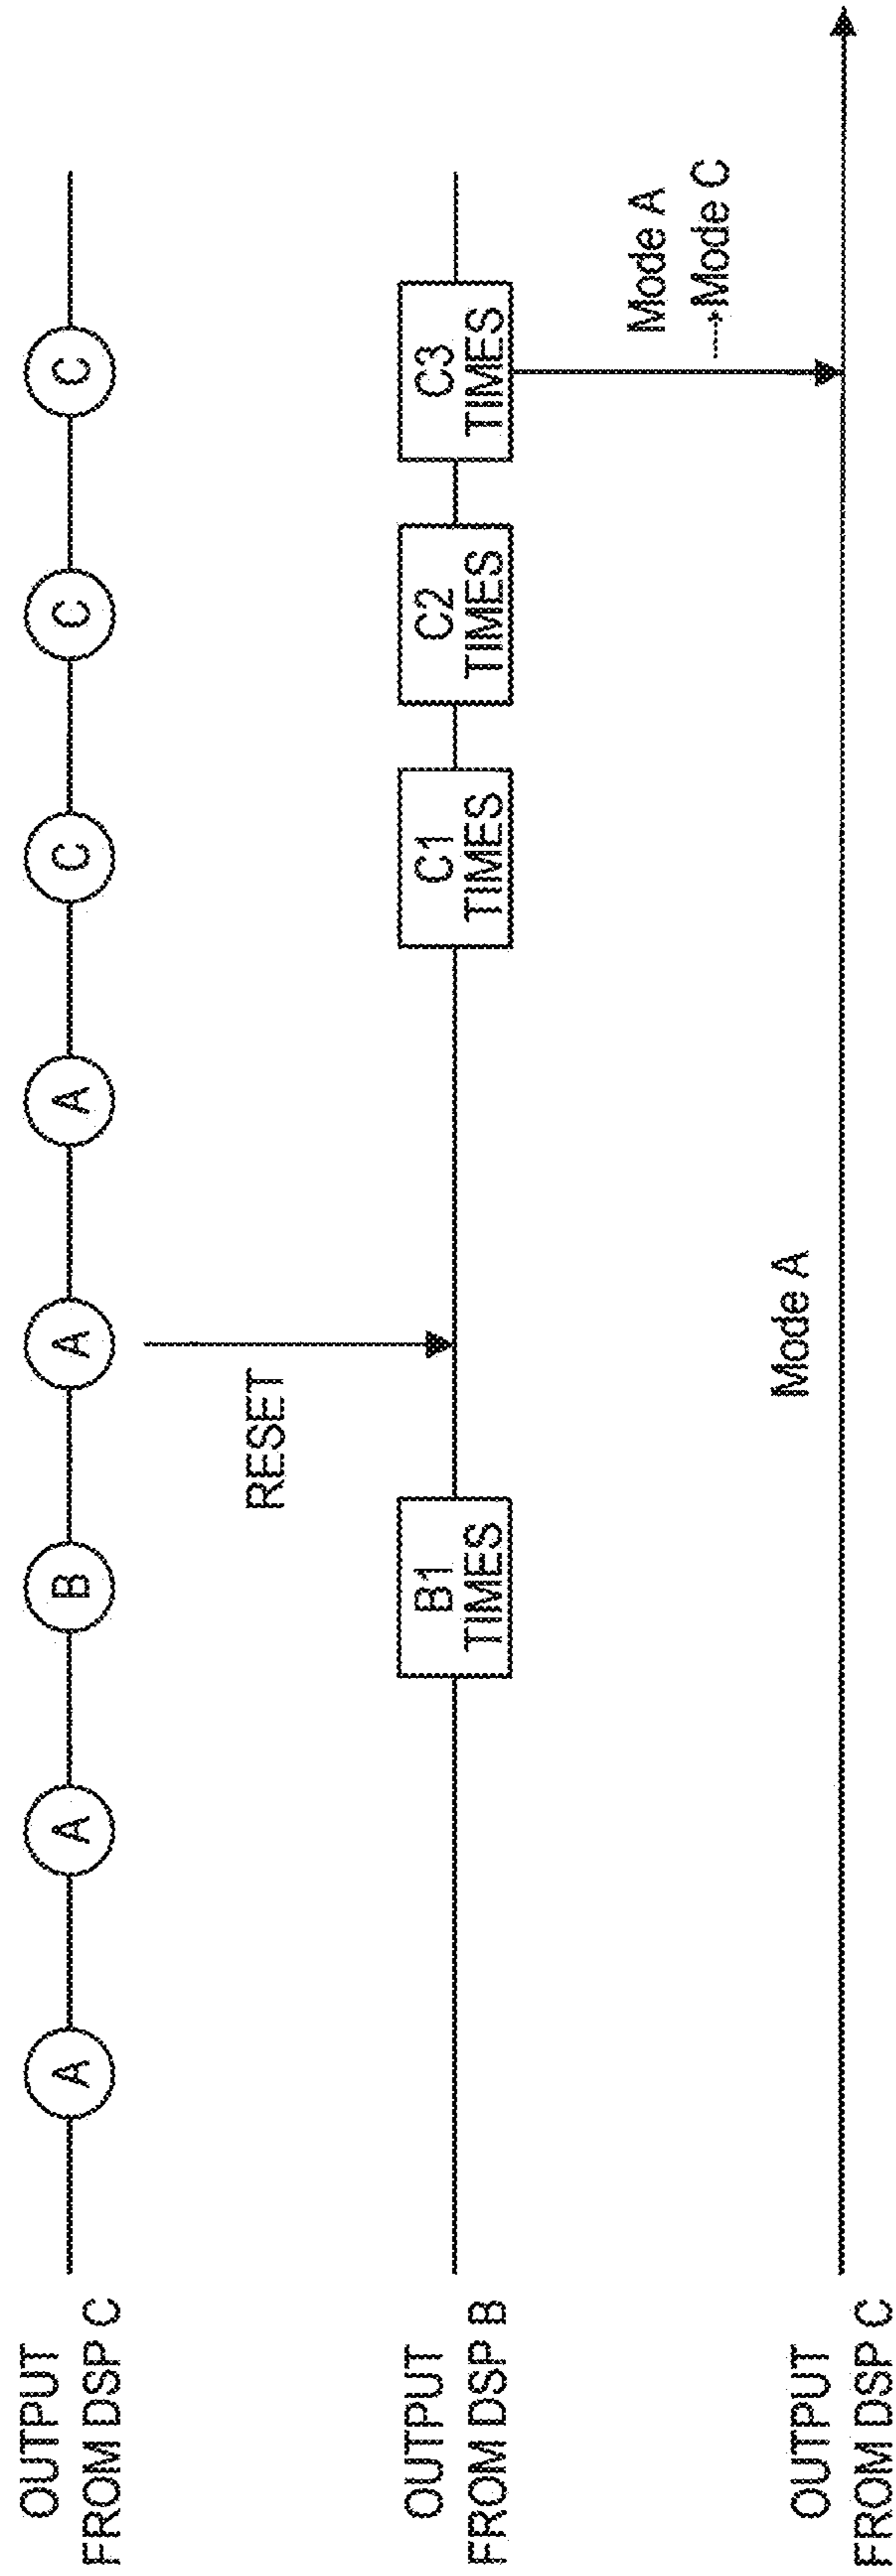 OUTPUT
FROM DSP C
A
A
B
A
A
C
C
C
RESET
OUTPUT
FROM DSP B
B1
TIMES
C1
TIMES
C2
TIMES
C3
TIMES
Mode A
→Mode C
Mode A
OUTPUT
FROM DSP C